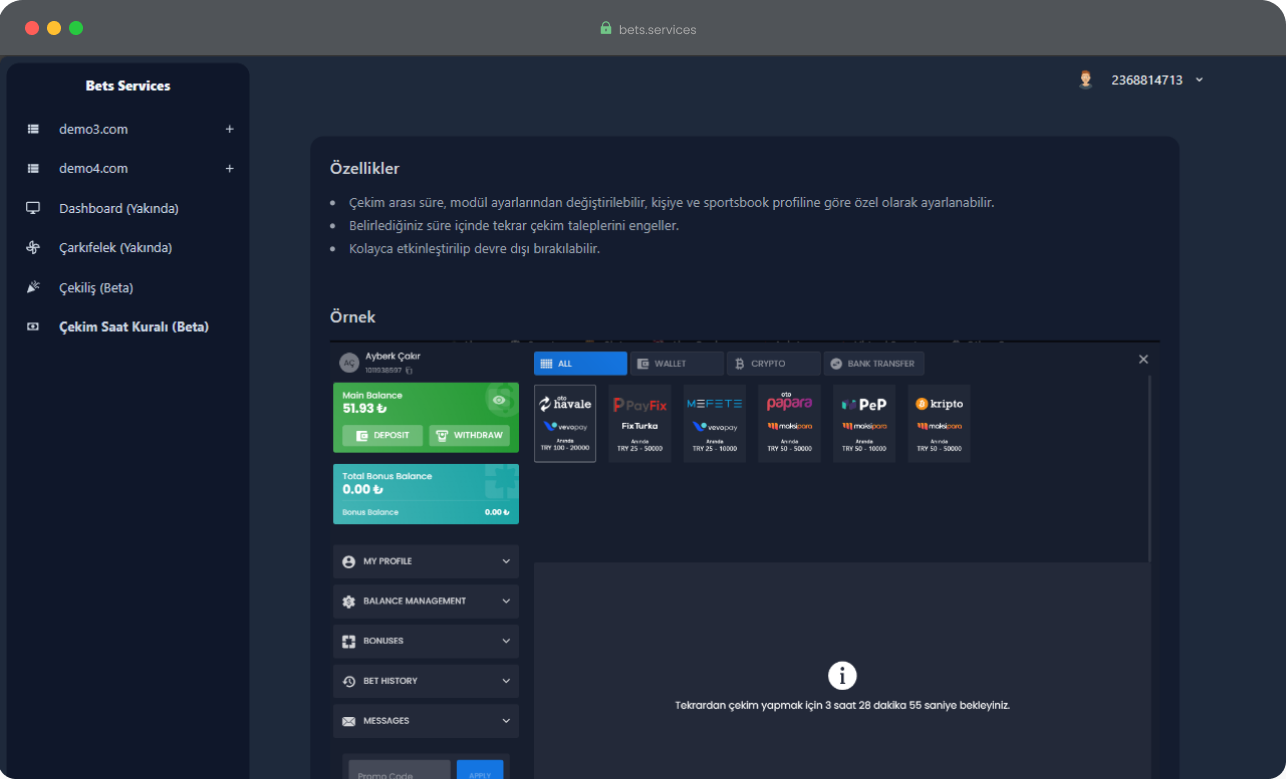 bets.services
Bets Services
2368814713
demo3.com
demo4.com
Dashboard (Yakında)
Çarkıfelek (Yakında)
Çekiliş (Beta)
Çekim Saat Kuralı (Beta)
Özellikler
Çekim arası süre, modül ayarlarından değiştirilebilir, kişiye ve sportsbook profiline göre özel olarak ayarlanabilir.
Belirlediğiniz süre içinde tekrar çekim taleplerini engeller.
Kolayca etkinleştirilip devre dışı bırakılabilir.
Örnek
AÇ
Ayberk Çakır
Main Balance
51.93 ₺
DEPOSIT
WITHDRAW
Total Bonus Balance
0.00 ₺
Bonus Balance 0.00 ₺
MY PROFILE
BALANCE MANAGEMENT
BONUSES
BET HISTORY
MESSAGES
Promo Code
APPLY
ALL
WALLET
CRYPTO
BANK TRANSFER
oto
havale
vevopay
Anında
TRY 100 - 20000
PayFix
FixTurka
Anında
TRY 25 - 50000
MEFETE
vevopay
Anında
TRY 25 - 10000
oto
papara
maksipara
Anında
TRY 50 - 50000
PeP
maksipara
Anında
TRY 50 - 10000
kripto
maksipara
Anında
TRY 50 - 50000
Tekrardan çekim yapmak için 3 saat 28 dakika 55 saniye bekleyiniz.